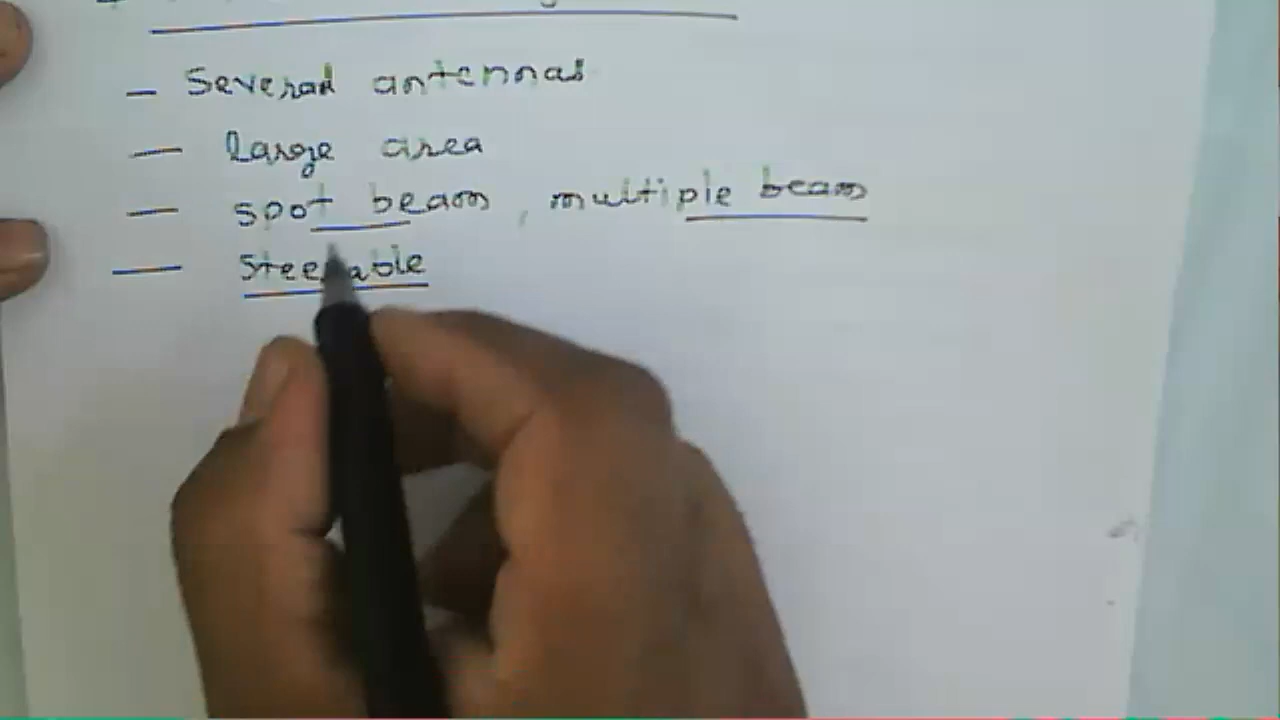 — Several antennas
— large area
— spot beam, multiple beam
— Steerable